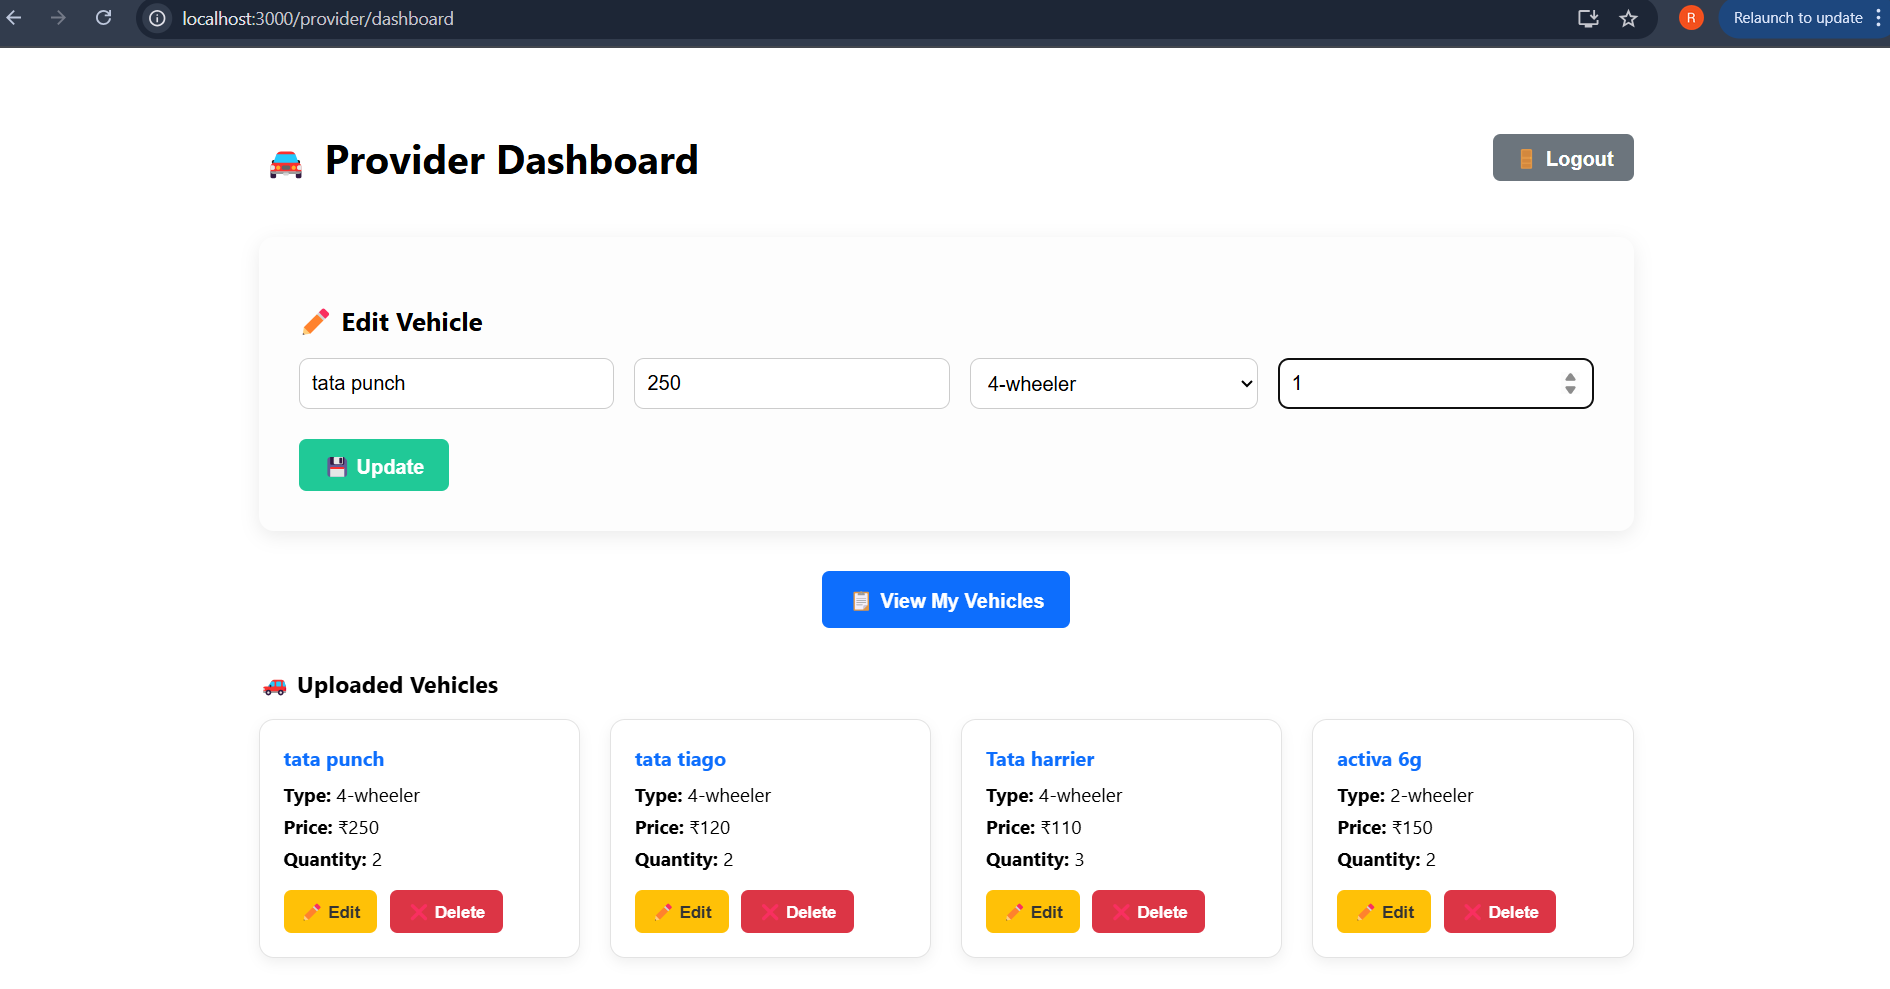 localhost:3000/provider/dashboard
R
Relaunch to update
Provider Dashboard
Logout
Edit Vehicle
tata punch 250 4-wheeler 1
Update
View My Vehicles
Uploaded Vehicles
tata punch
Type: 4-wheeler
Price: ₹250
Quantity: 2
Edit Delete
tata tiago
Type: 4-wheeler
Price: ₹120
Quantity: 2
Edit Delete
Tata harrier
Type: 4-wheeler
Price: ₹110
Quantity: 3
Edit Delete
activa 6g
Type: 2-wheeler
Price: ₹150
Quantity: 2
Edit Delete